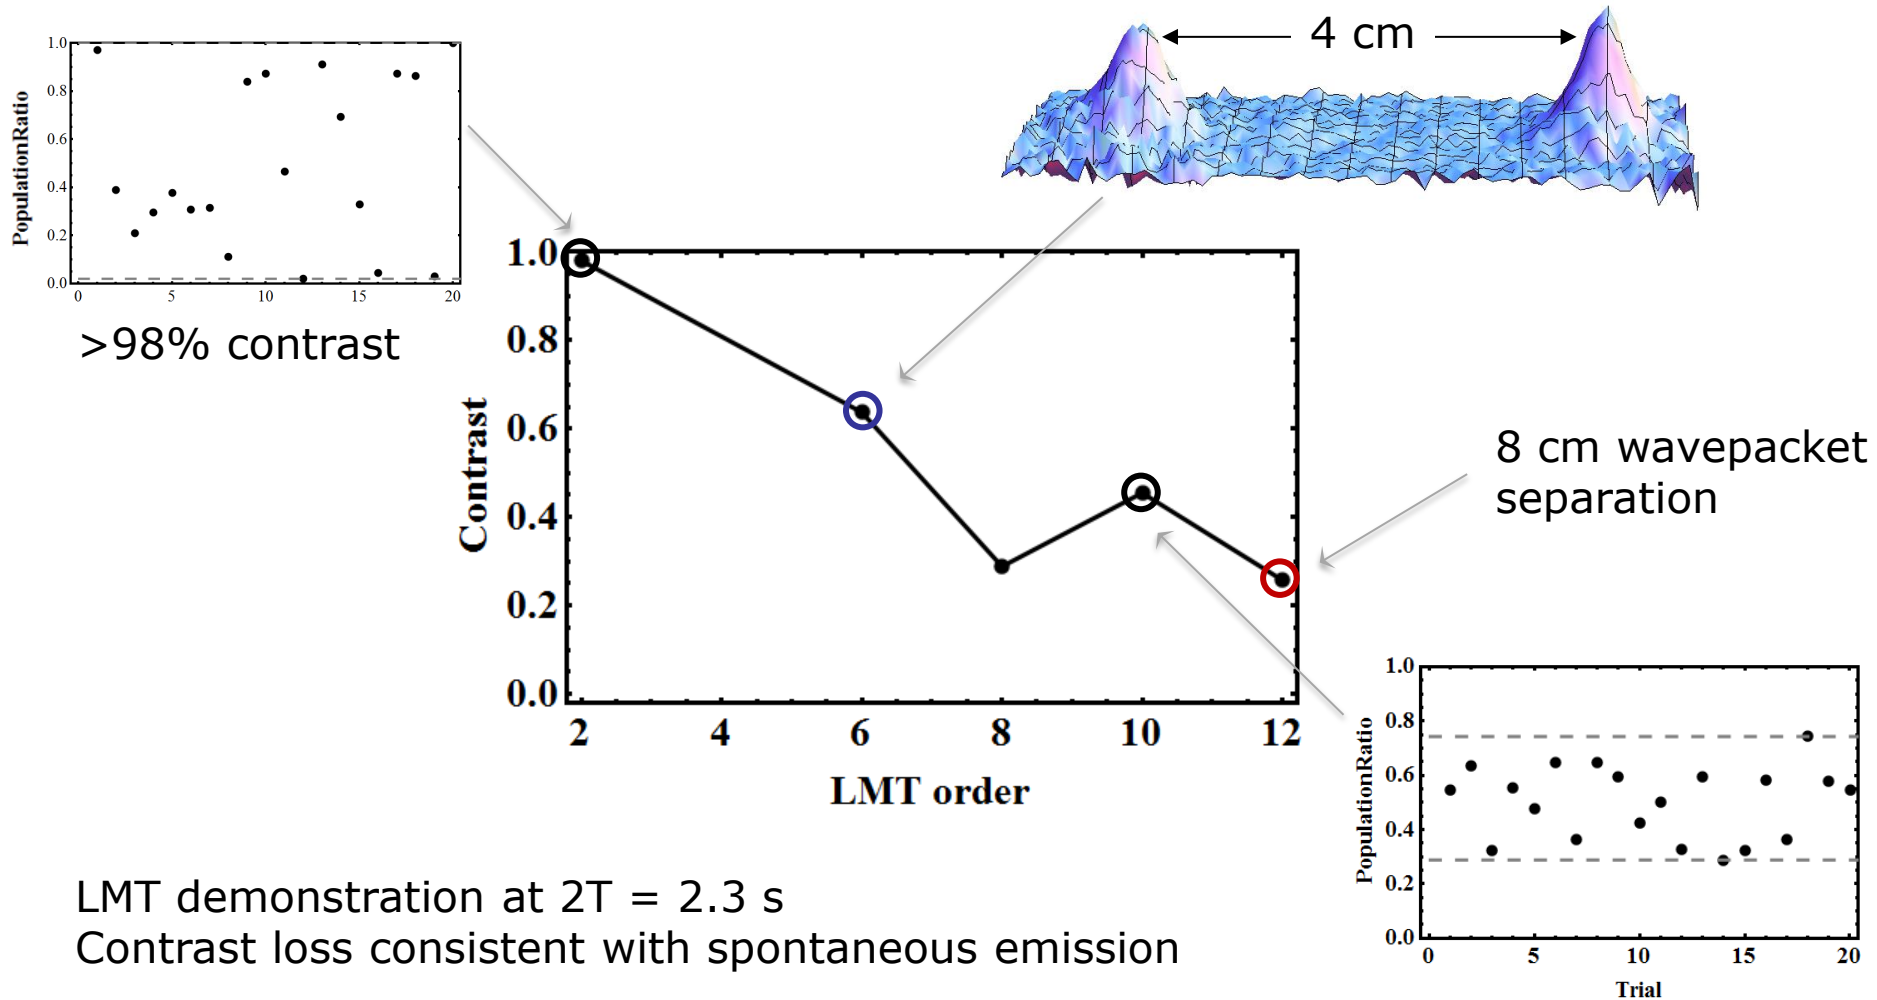 4 cm
1.0
0.8
0.6
0.4
0.2
0.0
PopulationRatio
0 5 10 15 20
>98% contrast
1.0
0.8
0.6
0.4
0.2
0.0
Contrast
2 4 6 8 10 12
LMT order
8 cm wavepacket
separation
1.0
0.8
0.6
0.4
0.2
0.0
PopulationRatio
0 5 10 15 20
Trial
LMT demonstration at 2T = 2.3 s
Contrast loss consistent with spontaneous emission